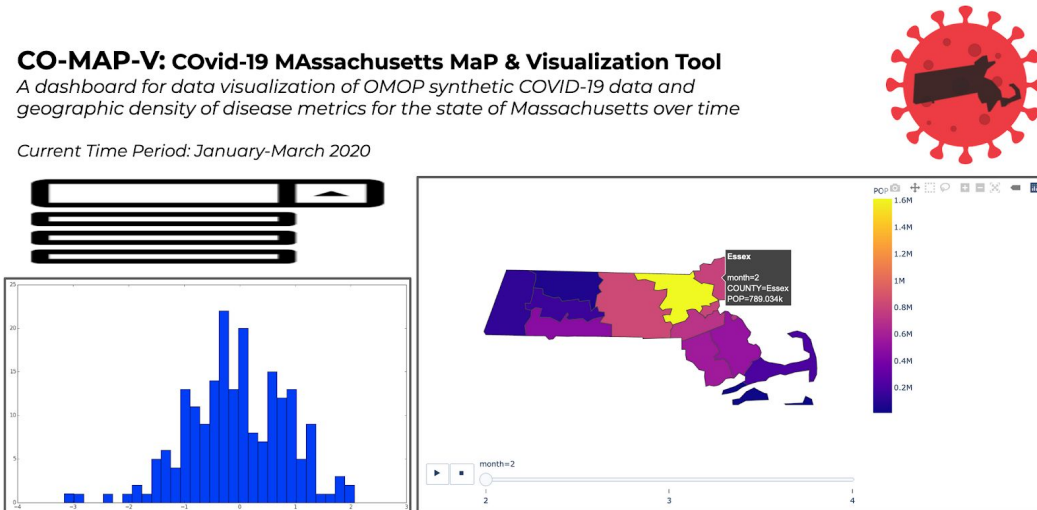 CO-MAP-V: COvid-19 MAssachusetts MaP & Visualization Tool
A dashboard for data visualization of OMOP synthetic COVID-19 data and
geographic density of disease metrics for the state of Massachusetts over time
Current Time Period: January-March 2020
25
20
15
10
5
0
-4 -3 -2 -1 0 1 2 3
POP
1.6M
1.4M
1.2M
1M
0.8M
0.6M
0.4M
0.2M
Essex
month=2
COUNTY=Essex
POP=789.034k
month=2
2 3 4